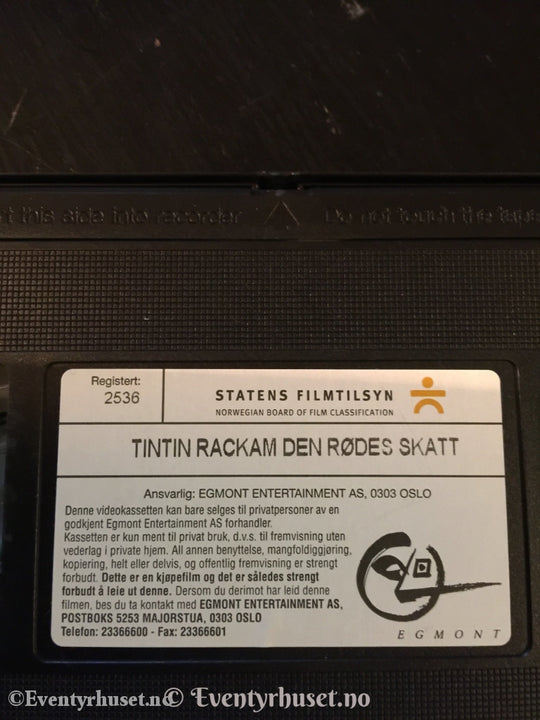 rt this side into recorder Do not touch the tape
Registert:
2536
STATENS FILMTILSYN
NORWEGIAN BOARD OF FILM CLASSIFICATION
TINTIN RACKAM DEN RØDES SKATT
Ansvarlig: EGMONT ENTERTAINMENT AS, 0303 OSLO
Denne videokassetten kan bare selges til privatpersoner av en
godkjent Egmont Entertainment AS forhandler.
Kassetten er kun ment til privat bruk, d.v.s. til fremvisning uten
vederlag i private hjem. All annen benyttelse, mangfoldiggjøring,
kopiering, helt eller delvis, og offentlig fremvisning er strengt
forbudt. Dette er en kjøpefilm og det er således strengt
forbudt å leie ut denne. Dersom du derimot har leid denne
filmen, bes du ta kontakt med EGMONT ENTERTAINMENT AS,
POSTBOKS 5253 MAJORSTUA, 0303 OSLO
Telefon: 23366600 - Fax: 23366601
EGMONT
©Eventyrhuset.no © Eventyrhuset.no